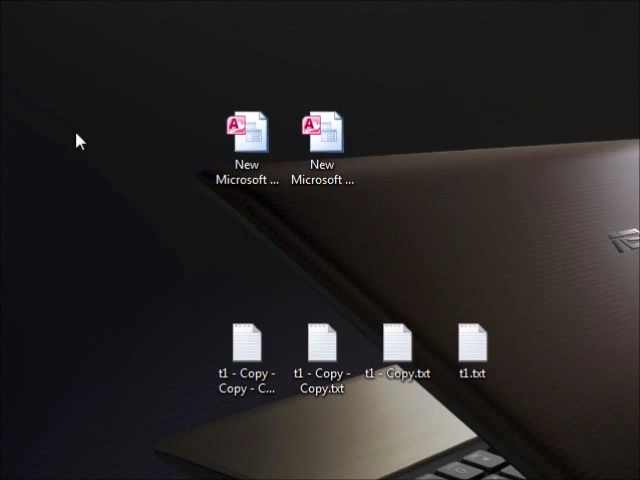 New
Microsoft ...
New
Microsoft ...
t1 - Copy -
Copy - C...
t1 - Copy -
Copy.txt
t1 - Copy.txt
t1.txt